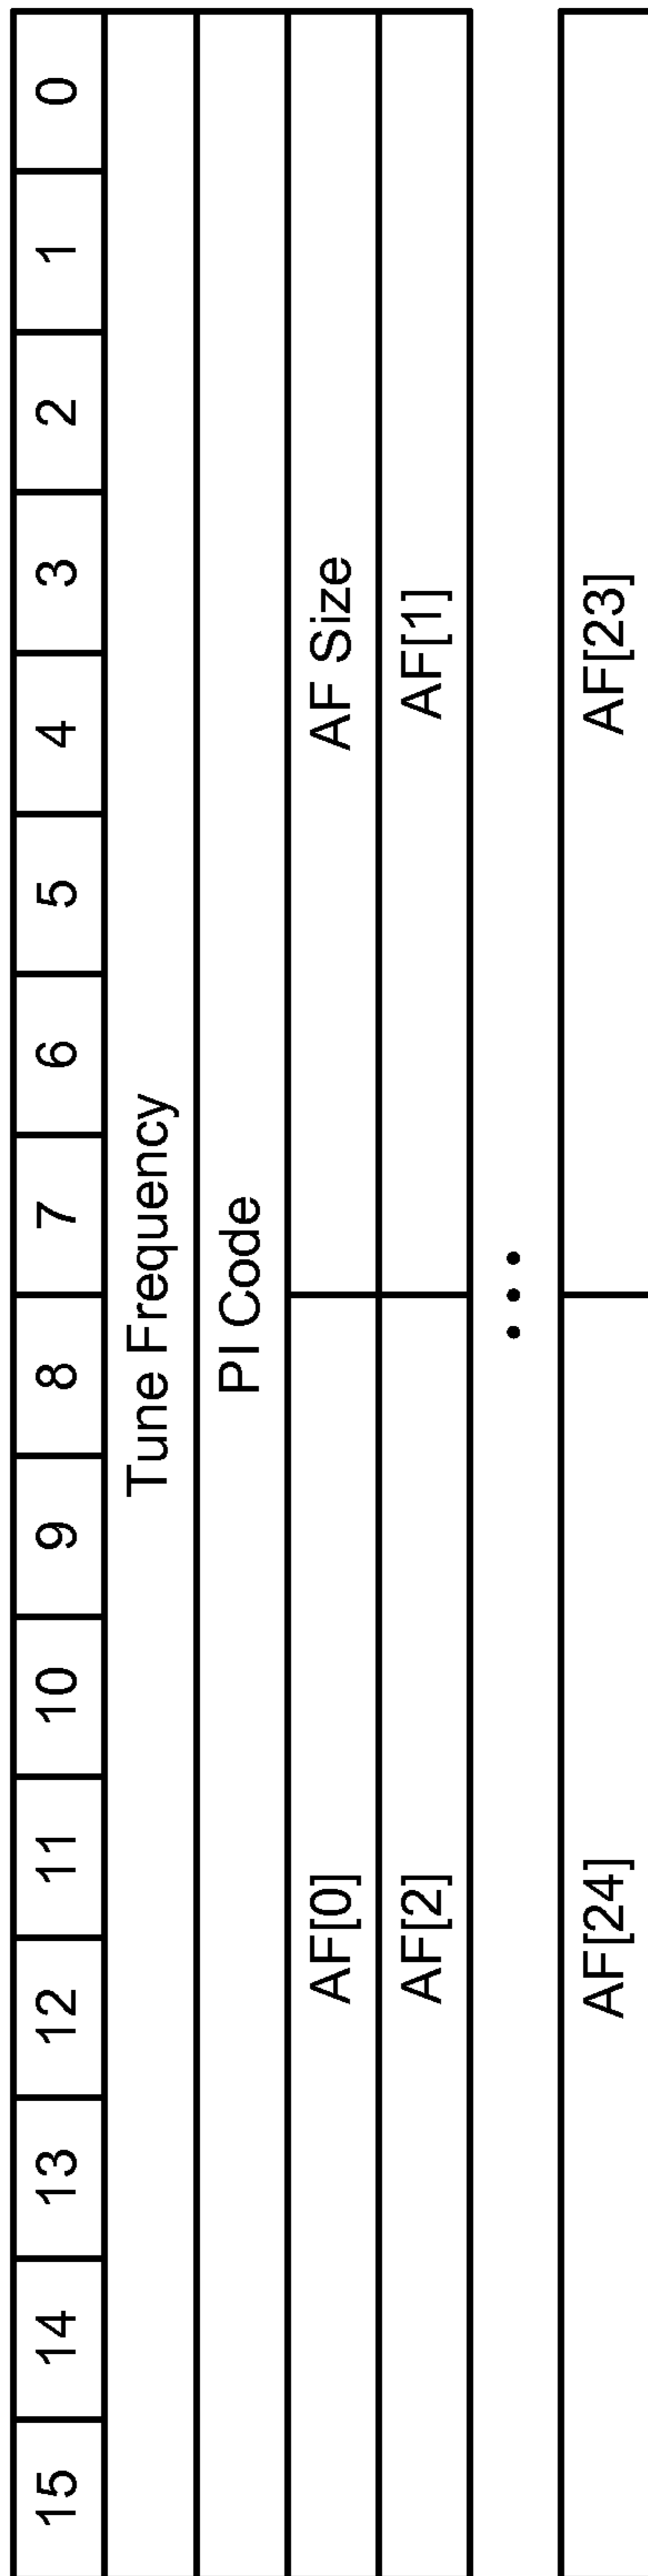 15 14 13 12 11 10 9 8 7 6 5 4 3 2 1 0
Tune Frequency
PI Code
AF[0] AF Size
AF[2] AF[1]
...
AF[24] AF[23]